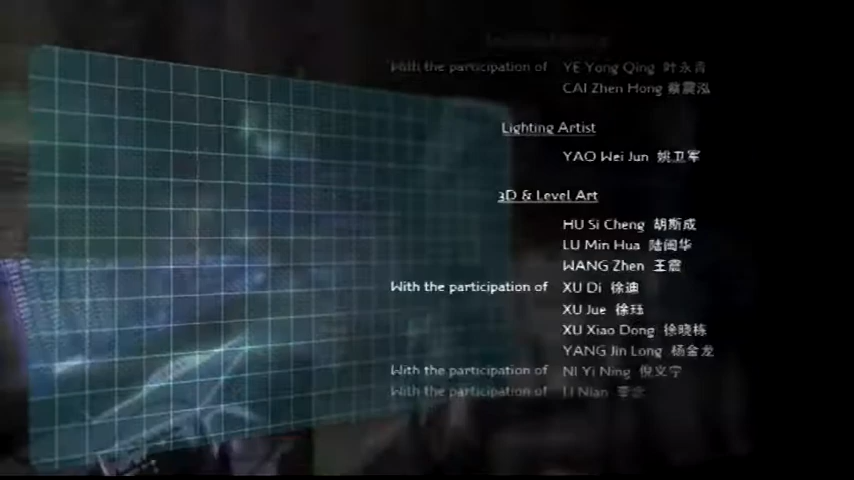 With the participation of YE Yong Qing 叶永青
CAI Zhen Hong 蔡震泓
Lighting Artist
YAO Wei Jun 姚卫军
3D & Level Art
HU Si Cheng 胡斯成
LU Min Hua 陆闽华
WANG Zhen 王震
With the participation of XU Di 徐迪
XU Jue 徐珏
XU Xiao Dong 徐晓栋
YANG Jin Long 杨金龙
With the participation of NI Yi Ning 倪义宁
With the participation of LI Nian 李念